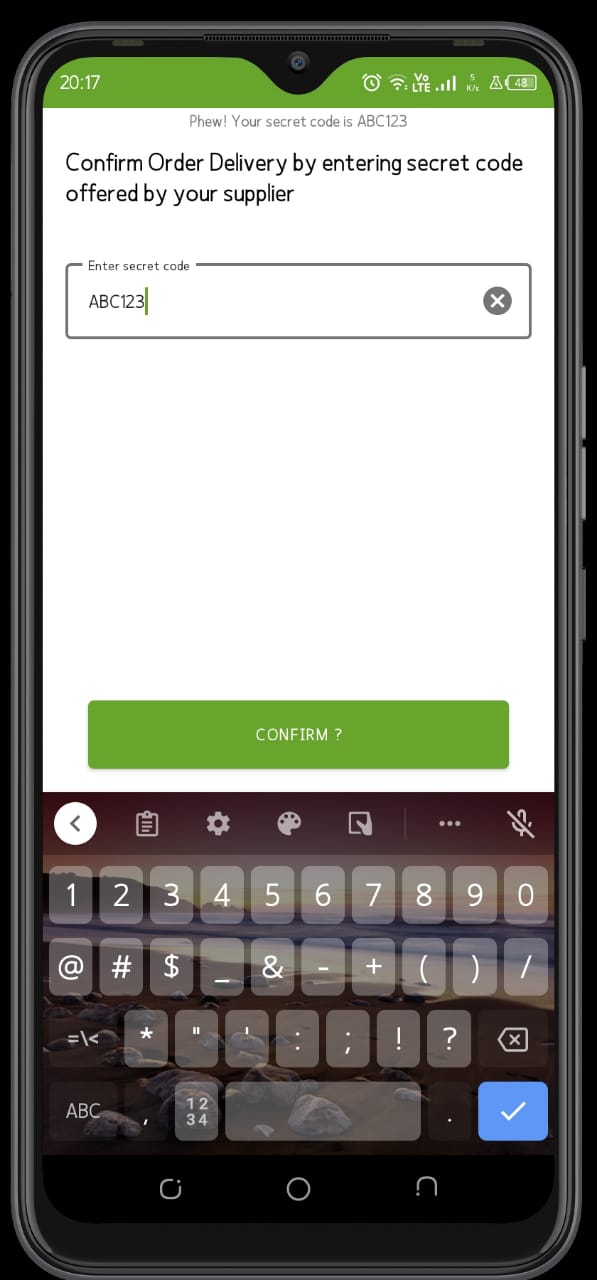 20:17
Vo LTE
5 K/s
48
Phew! Your secret code is ABC123
Confirm Order Delivery by entering secret code
offered by your supplier
Enter secret code
ABC123
CONFIRM ?
1 2 3 4 5 6 7 8 9 0
@ # $ _ & - + ( ) /
=\< * " ' : ; ! ?
ABC , 12 34 .